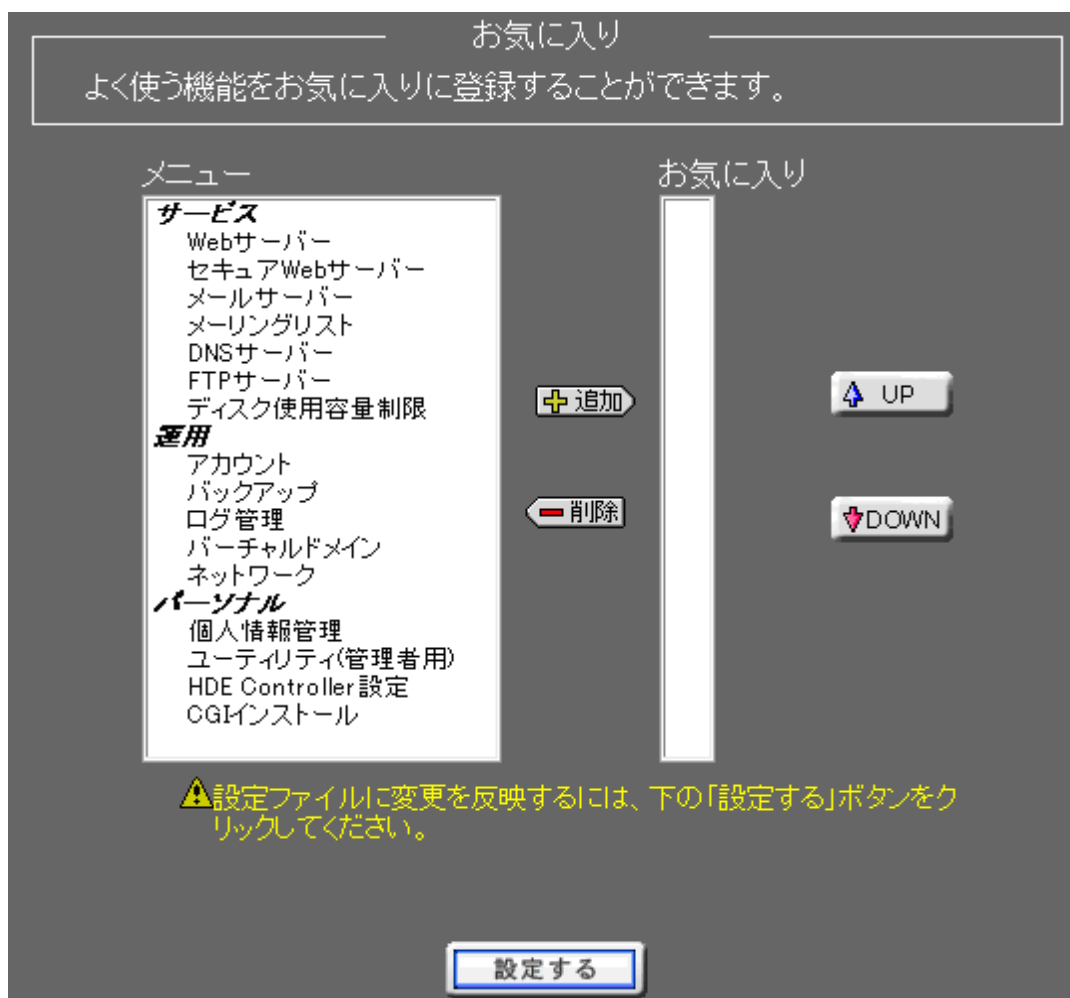 お気に入り
よく使う機能をお気に入りに登録することができます。
メニュー
お気に入り
サービス
Webサーバー
セキュアWebサーバー
メールサーバー
メーリングリスト
DNSサーバー
FTPサーバー
ディスク使用容量制限
運用
アカウント
バックアップ
ログ管理
バーチャルドメイン
ネットワーク
パーソナル
個人情報管理
ユーティリティ(管理者用)
HDE Controller設定
CGIインストール
追加
削除
UP
DOWN
設定ファイルに変更を反映するには、下の「設定する」ボタンをク
リックしてください。
設定する